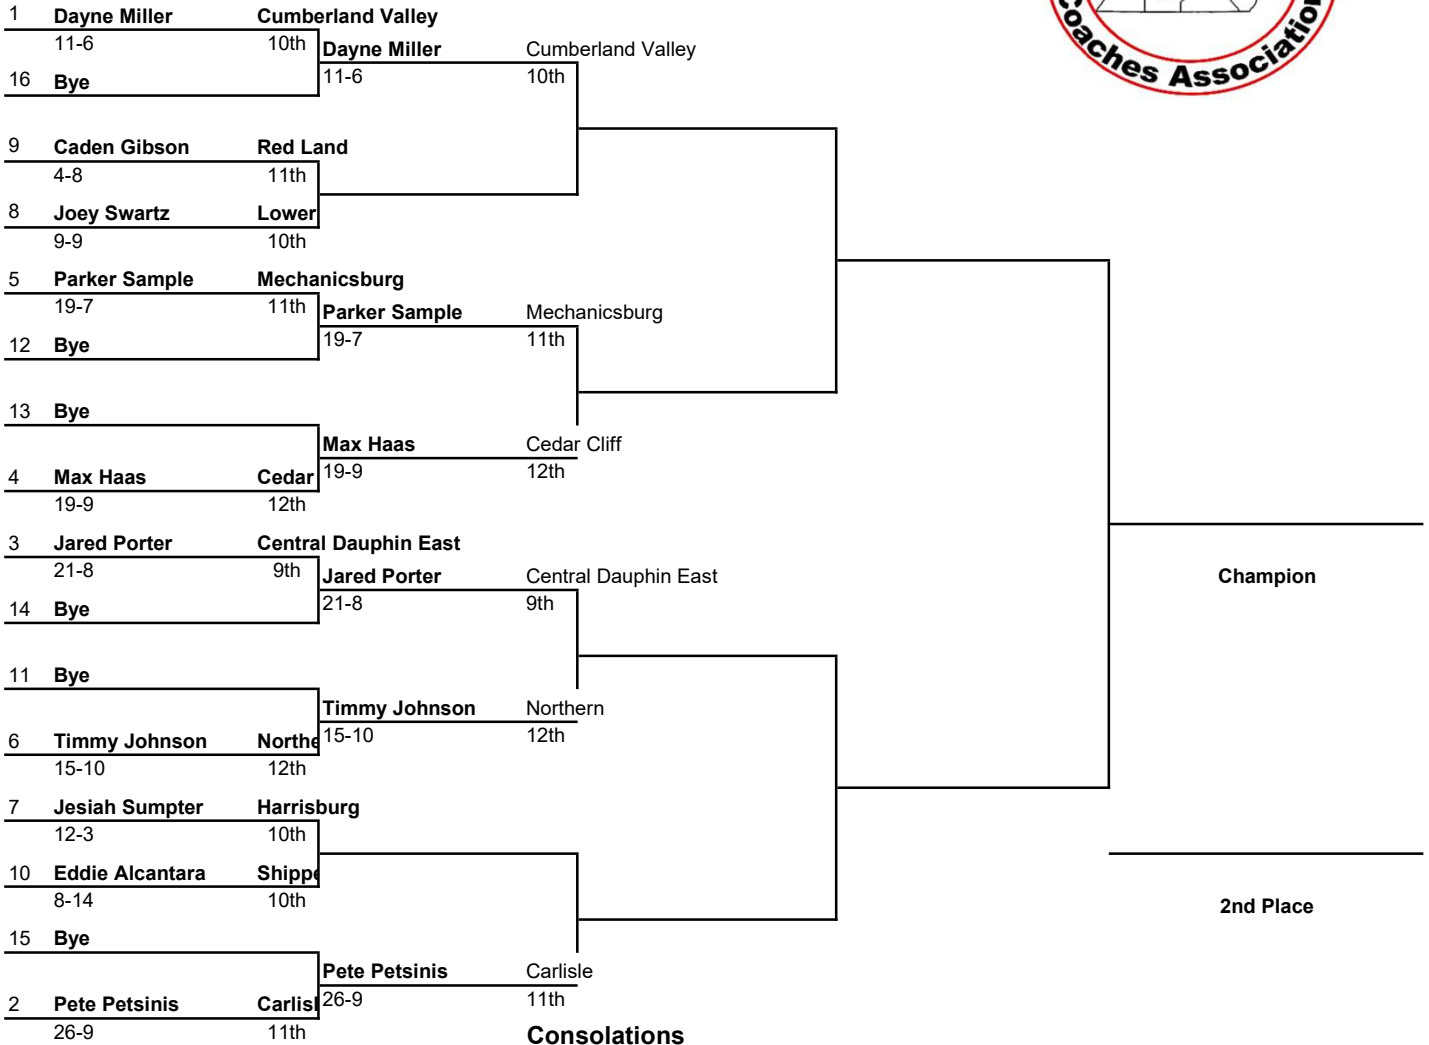 Coaches Association
1 Dayne Miller Cumberland Valley
11-6 10th Dayne Miller Cumberland Valley
16 Bye 11-6 10th
9 Caden Gibson Red Land
4-8 11th
8 Joey Swartz Lower
9-9 10th
5 Parker Sample Mechanicsburg
19-7 11th Parker Sample Mechanicsburg
12 Bye 19-7 11th
13 Bye
Max Haas Cedar Cliff
4 Max Haas Cedar 19-9 12th
19-9 12th
3 Jared Porter Central Dauphin East
21-8 9th Jared Porter Central Dauphin East
Champion
14 Bye 21-8 9th
11 Bye
Timmy Johnson Northern
6 Timmy Johnson Northe 15-10 12th
15-10 12th
7 Jesiah Sumpter Harrisburg
12-3 10th
10 Eddie Alcantara Shippe
8-14 10th
2nd Place
15 Bye
Pete Petsinis Carlisle
2 Pete Petsinis Carlisl 26-9 11th
26-9 11th
Consolations